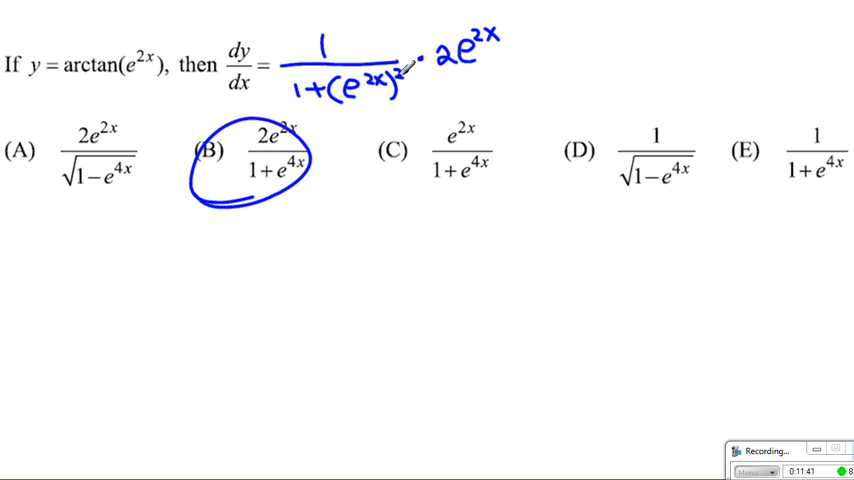 If y = arctan(e^{2x}), then dy/dx = 1/(1+(e^{2x})^2) · 2e^{2x}
(A) 2e^{2x}/√(1−e^{4x}) (B) 2e^{2x}/(1+e^{4x}) (C) e^{2x}/(1+e^{4x}) (D) 1/√(1−e^{4x}) (E) 1/(1+e^{4x})
Recording...
Menu 0:11:41